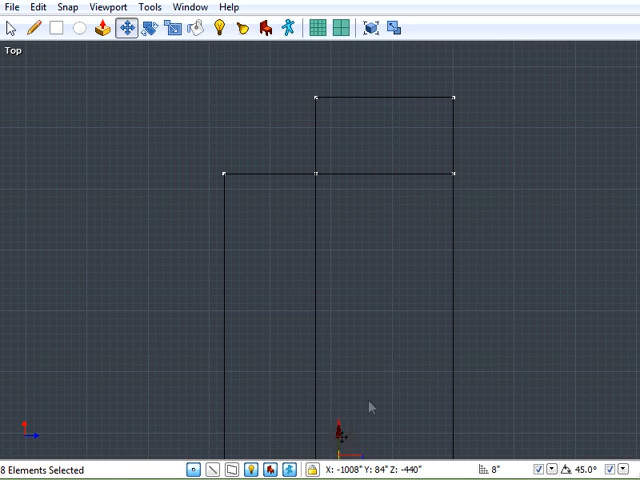 File Edit Snap Viewport Tools Window Help
Top
8 Elements Selected X: -1008" Y: 84" Z: -440" 8" 45.0°